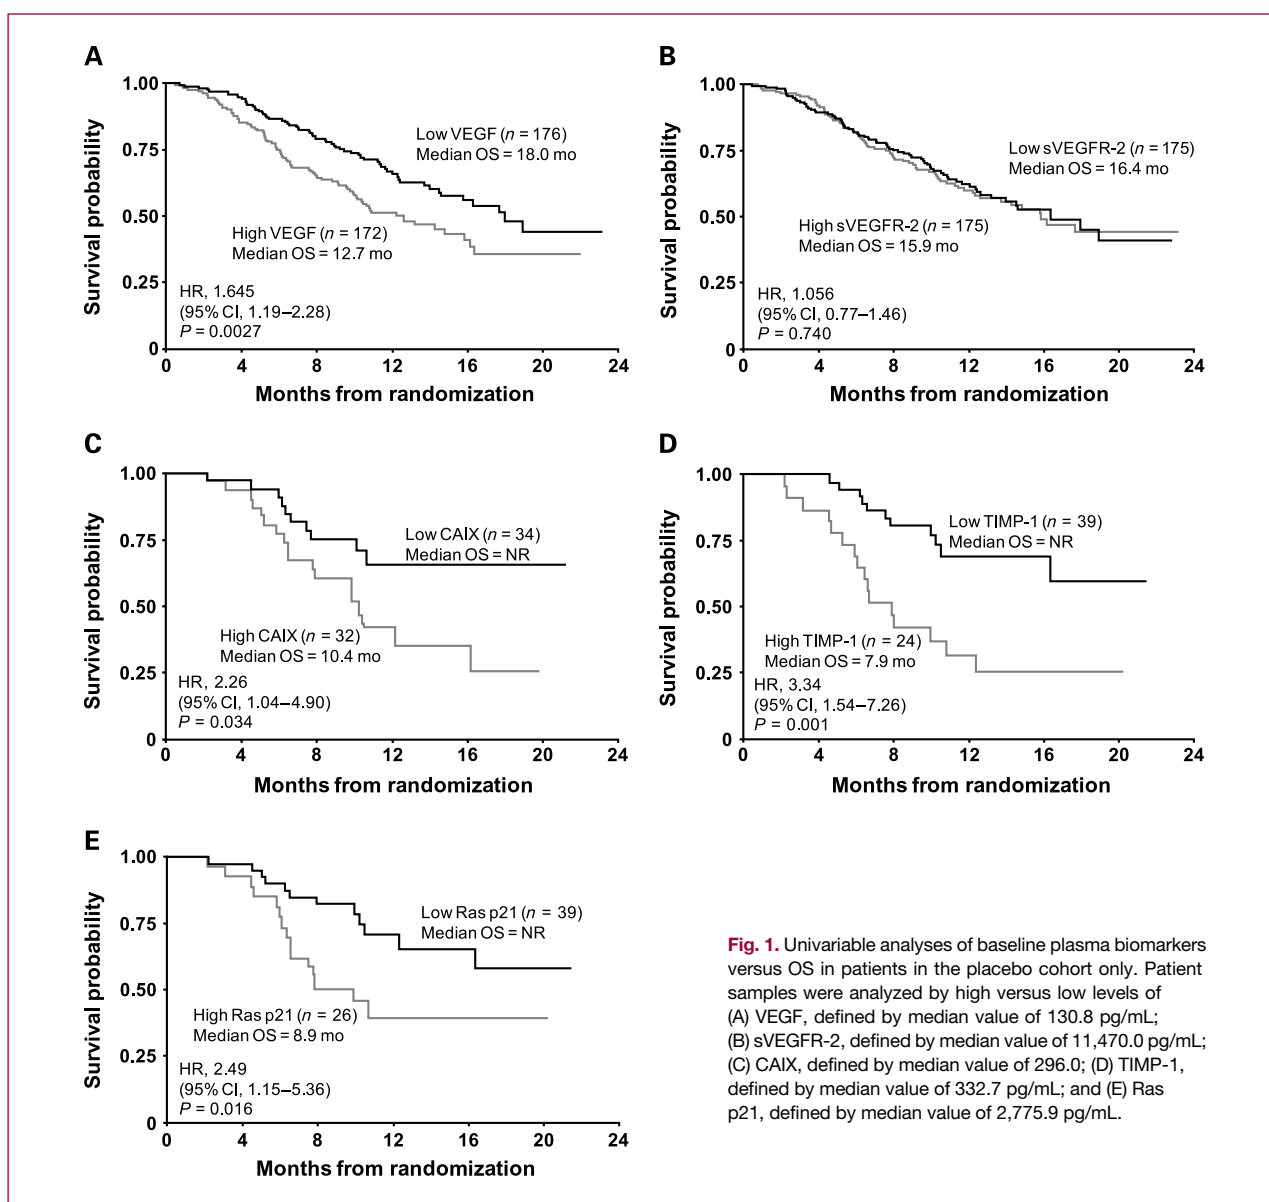 A
1.00
0.75
0.50
0.25
0
Survival probability
Low VEGF (n = 176)
Median OS = 18.0 mo
High VEGF (n = 172)
Median OS = 12.7 mo
HR, 1.645
(95% CI, 1.19–2.28)
P = 0.0027
0 4 8 12 16 20 24
Months from randomization
B
1.00
0.75
0.50
0.25
0
Survival probability
Low sVEGFR-2 (n = 175)
Median OS = 16.4 mo
High sVEGFR-2 (n = 175)
Median OS = 15.9 mo
HR, 1.056
(95% CI, 0.77–1.46)
P = 0.740
0 4 8 12 16 20 24
Months from randomization
C
1.00
0.75
0.50
0.25
0
Survival probability
Low CAIX (n = 34)
Median OS = NR
High CAIX (n = 32)
Median OS = 10.4 mo
HR, 2.26
(95% CI, 1.04–4.90)
P = 0.034
0 4 8 12 16 20 24
Months from randomization
D
1.00
0.75
0.50
0.25
0
Survival probability
Low TIMP-1 (n = 39)
Median OS = NR
High TIMP-1 (n = 24)
Median OS = 7.9 mo
HR, 3.34
(95% CI, 1.54–7.26)
P = 0.001
0 4 8 12 16 20 24
Months from randomization
E
1.00
0.75
0.50
0.25
0
Survival probability
Low Ras p21 (n = 39)
Median OS = NR
High Ras p21 (n = 26)
Median OS = 8.9 mo
HR, 2.49
(95% CI, 1.15–5.36)
P = 0.016
0 4 8 12 16 20 24
Months from randomization
Fig. 1. Univariable analyses of baseline plasma biomarkers
versus OS in patients in the placebo cohort only. Patient
samples were analyzed by high versus low levels of
(A) VEGF, defined by median value of 130.8 pg/mL;
(B) sVEGFR-2, defined by median value of 11,470.0 pg/mL;
(C) CAIX, defined by median value of 296.0; (D) TIMP-1,
defined by median value of 332.7 pg/mL; and (E) Ras
p21, defined by median value of 2,775.9 pg/mL.